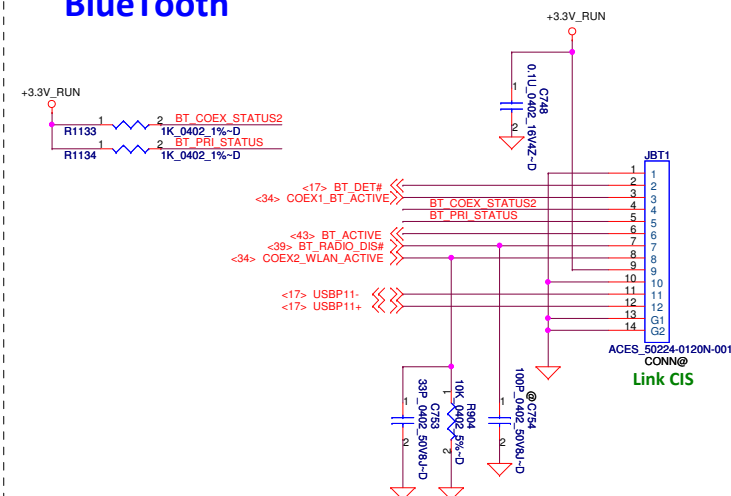 BlueTooth
+3.3V_RUN
+3.3V_RUN
1
C748
0.1U_0402_16V4Z~D
2
R1133 1 2 BT_COEX_STATUS2
1K_0402_1%~D
R1134 1 2 BT_PRI_STATUS
1K_0402_1%~D
JBT1
1 1
<17> BT_DET# 2 2
<34> COEX1_BT_ACTIVE 3 3
BT_COEX_STATUS2 4 4
BT_PRI_STATUS 5 5
<43> BT_ACTIVE 6 6
<39> BT_RADIO_DIS# 7 7
<34> COEX2_WLAN_ACTIVE 8 8
9 9
10 10
<17> USBP11- 11 11
<17> USBP11+ 12 12
13 G1
14 G2
ACES_50224-0120N-001
CONN@
Link CIS
1
C753
33P_0402_50V8J~D
2
1
R904
10K_0402_5%~D
2
1
@C754
100P_0402_50V8J~D
2